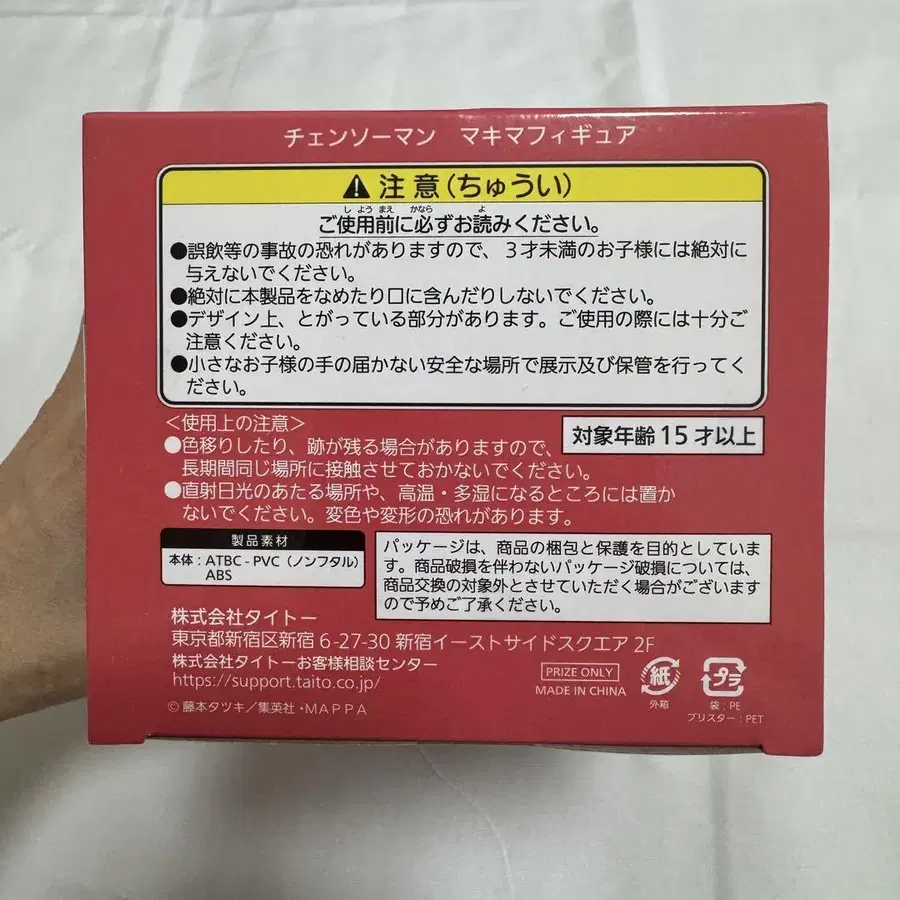 チェンソーマン マキマフィギュア
注意(ちゅうい)
ご使用前に必ずお読みください。
しようまえ かなら よ
●誤飲等の事故の恐れがありますので、3才未満のお子様には絶対に
与えないでください。
●絶対に本製品をなめたり口に含んだりしないでください。
●デザイン上、とがっている部分があります。ご使用の際には十分ご
注意ください。
●小さなお子様の手の届かない安全な場所で展示及び保管を行ってく
ださい。
<使用上の注意>
●色移りしたり、跡が残る場合がありますので、
長期間同じ場所に接触させておかないでください。
対象年齢15才以上
●直射日光のあたる場所や、高温・多湿になるところには置か
ないでください。変色や変形の恐れがあります。
製品素材
本体:ATBC-PVC(ノンフタル)
ABS
パッケージは、商品の梱包と保護を目的としていま
す。商品破損を伴わないパッケージ破損については、
商品交換の対象外とさせていただく場合がございます
ので予めご了承ください。
株式会社タイトー
東京都新宿区新宿 6-27-30 新宿イーストサイドスクエア 2F
株式会社タイトーお客様相談センター
https://support.taito.co.jp/
©藤本タツキ/集英社・MAPPA
PRIZE ONLY
MADE IN CHINA
紙
外箱
プラ
袋:PE
ブリスター:PET